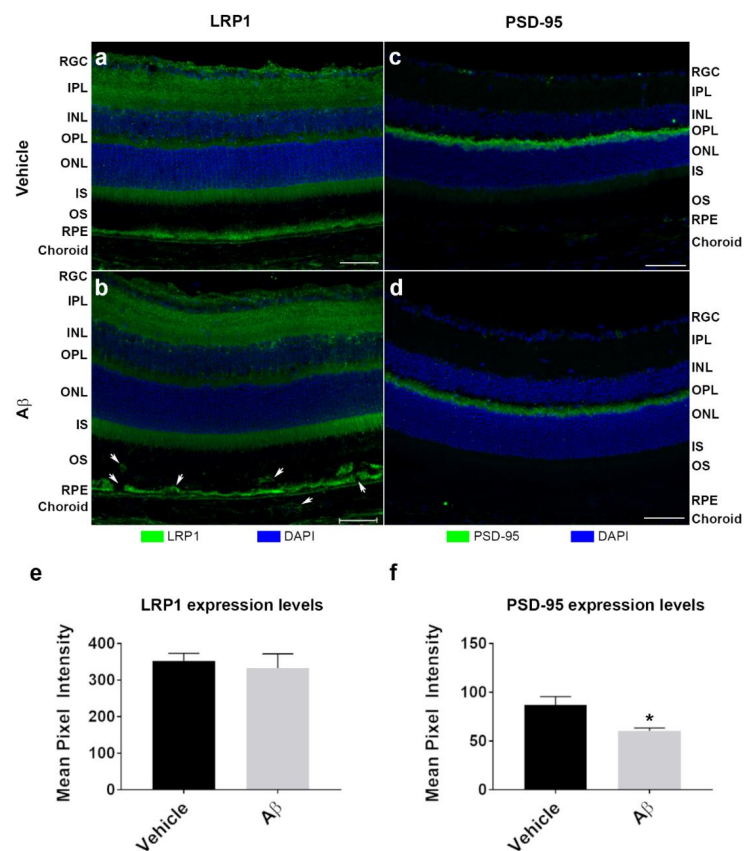 LRP1
PSD-95
Vehicle
a
RGC
IPL
INL
OPL
ONL
IS
OS
RPE
Choroid
c
RGC
IPL
INL
OPL
ONL
IS
OS
RPE
Choroid
Aβ
b
RGC
IPL
INL
OPL
ONL
IS
OS
RPE
Choroid
d
RGC
IPL
INL
OPL
ONL
IS
OS
RPE
Choroid
LRP1 DAPI
PSD-95 DAPI
e
LRP1 expression levels
Mean Pixel Intensity
400
300
200
100
0
Vehicle
Aβ
f
PSD-95 expression levels
Mean Pixel Intensity
150
100
50
0
*
Vehicle
Aβ